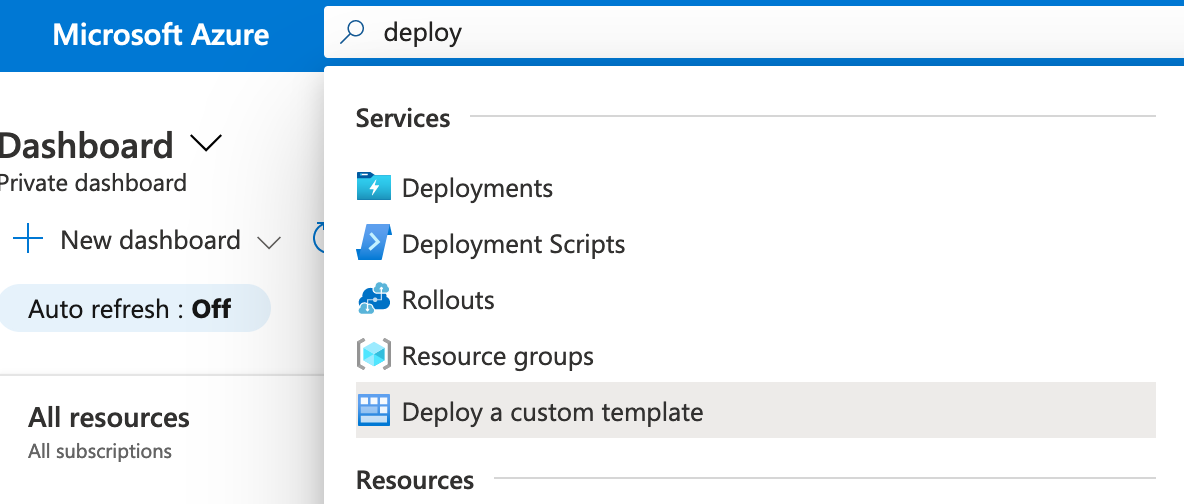 Microsoft Azure
deploy
Dashboard
Private dashboard
New dashboard
Auto refresh : Off
All resources
All subscriptions
Services
Deployments
Deployment Scripts
Rollouts
Resource groups
Deploy a custom template
Resources